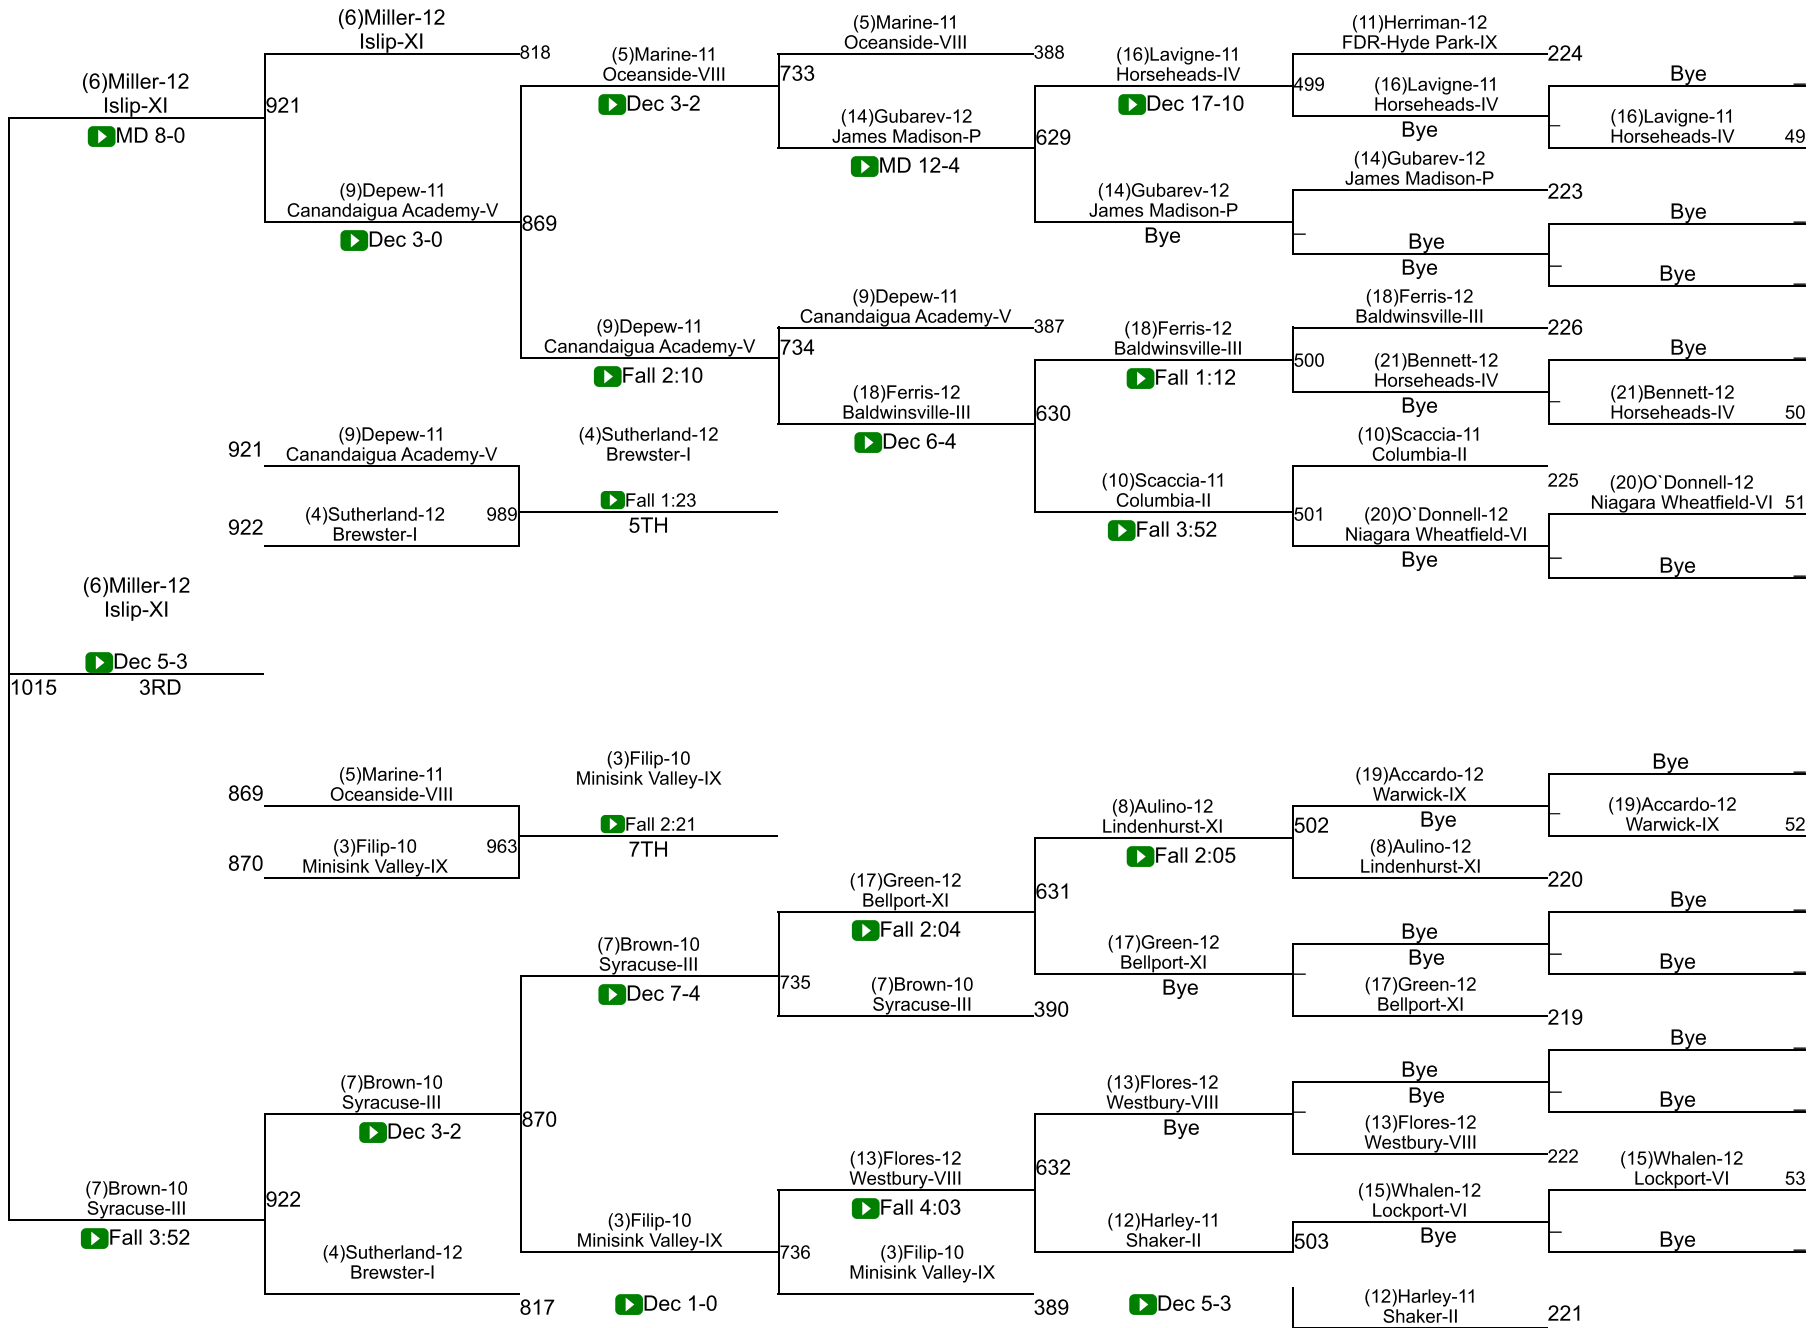 (6)Miller-12
Islip-XI
818
(5)Marine-11
Oceanside-VIII
388
(11)Herriman-12
FDR-Hyde Park-IX
224
(6)Miller-12
Islip-XI
MD 8-0
921
(5)Marine-11
Oceanside-VIII
Dec 3-2
733
(16)Lavigne-11
Horseheads-IV
Dec 17-10
499
(16)Lavigne-11
Horseheads-IV
Bye
Bye
(16)Lavigne-11
Horseheads-IV
49
(14)Gubarev-12
James Madison-P
MD 12-4
629
(14)Gubarev-12
James Madison-P
223
(9)Depew-11
Canandaigua Academy-V
Dec 3-0
869
(14)Gubarev-12
James Madison-P
Bye
Bye
Bye
Bye
Bye
(9)Depew-11
Canandaigua Academy-V
387
(18)Ferris-12
Baldwinsville-III
226
(9)Depew-11
Canandaigua Academy-V
Fall 2:10
734
(18)Ferris-12
Baldwinsville-III
Fall 1:12
500
(21)Bennett-12
Horseheads-IV
Bye
Bye
(21)Bennett-12
Horseheads-IV
50
(18)Ferris-12
Baldwinsville-III
Dec 6-4
630
921
(9)Depew-11
Canandaigua Academy-V
(4)Sutherland-12
Brewster-I
Fall 1:23
5TH
(10)Scaccia-11
Columbia-II
225
922
(4)Sutherland-12
Brewster-I
989
(10)Scaccia-11
Columbia-II
Fall 3:52
501
(20)O`Donnell-12
Niagara Wheatfield-VI
Bye
(20)O`Donnell-12
Niagara Wheatfield-VI
51
Bye
(6)Miller-12
Islip-XI
Dec 5-3
1015
3RD
869
(5)Marine-11
Oceanside-VIII
(3)Filip-10
Minisink Valley-IX
Fall 2:21
7TH
870
(3)Filip-10
Minisink Valley-IX
963
(8)Aulino-12
Lindenhurst-XI
Fall 2:05
502
(19)Accardo-12
Warwick-IX
Bye
Bye
(19)Accardo-12
Warwick-IX
52
(8)Aulino-12
Lindenhurst-XI
220
(17)Green-12
Bellport-XI
Fall 2:04
631
Bye
(7)Brown-10
Syracuse-III
Dec 7-4
735
(17)Green-12
Bellport-XI
Bye
Bye
Bye
Bye
(7)Brown-10
Syracuse-III
390
(17)Green-12
Bellport-XI
219
Bye
(7)Brown-10
Syracuse-III
Dec 3-2
870
(13)Flores-12
Westbury-VIII
Bye
Bye
Bye
Bye
(13)Flores-12
Westbury-VIII
222
(13)Flores-12
Westbury-VIII
Fall 4:03
632
(15)Whalen-12
Lockport-VI
53
(7)Brown-10
Syracuse-III
Fall 3:52
922
(3)Filip-10
Minisink Valley-IX
Dec 1-0
736
(12)Harley-11
Shaker-II
Dec 5-3
503
(15)Whalen-12
Lockport-VI
Bye
Bye
(4)Sutherland-12
Brewster-I
817
(3)Filip-10
Minisink Valley-IX
389
(12)Harley-11
Shaker-II
221